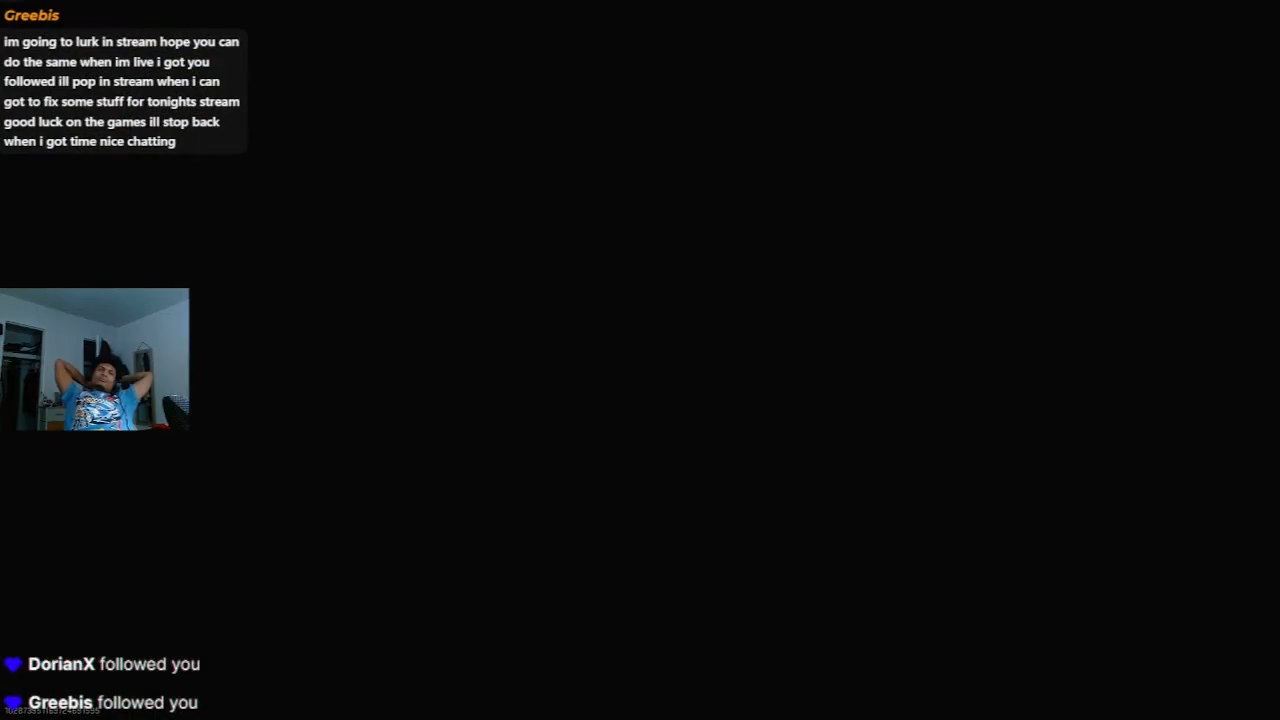 Greebis
im going to lurk in stream hope you can
do the same when im live i got you
followed ill pop in stream when i can
got to fix some stuff for tonights stream
good luck on the games ill stop back
when i got time nice chatting
DorianX followed you
Greebis followed you